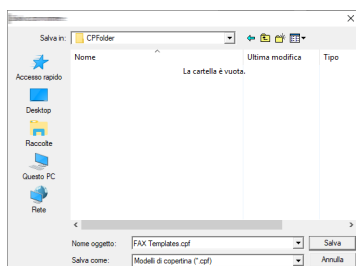 Salva in:
CPFolder
Nome
Ultima modifica
Tipo
La cartella è vuota.
Accesso rapido
Desktop
Raccolte
Questo PC
Rete
Nome oggetto:
FAX Templates.cpf
Salva
Salva come:
Modelli di copertina (*.cpf)
Annulla